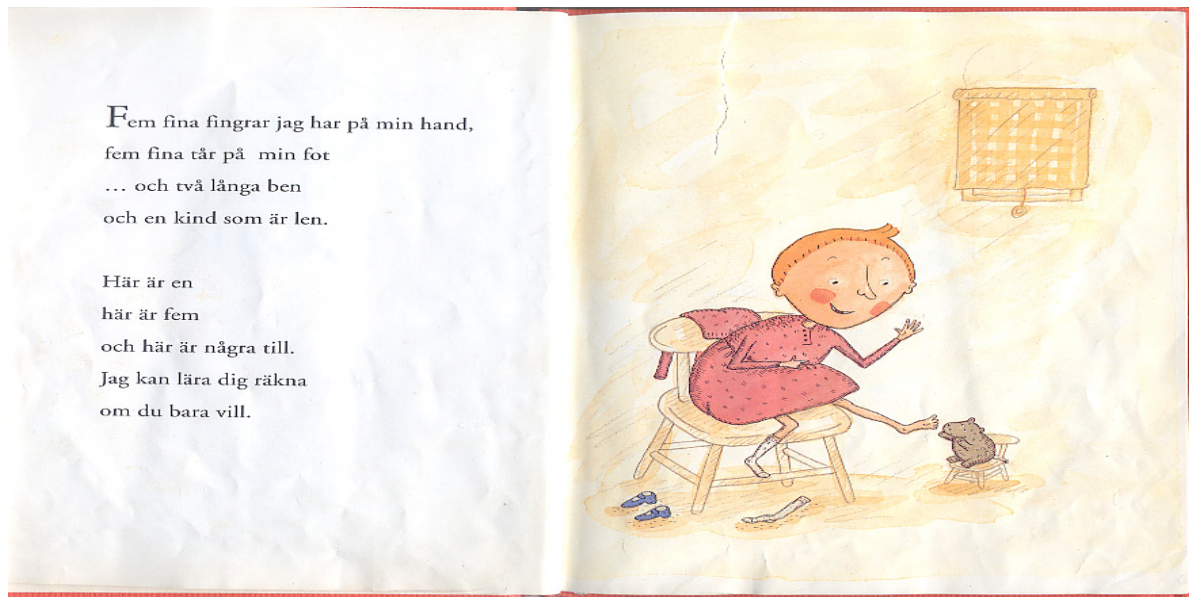 Fem fina fingrar jag har på min hand,
fem fina tår på min fot
... och två långa ben
och en kind som är len.
Här är en
här är fem
och här är några till.
Jag kan lära dig räkna
om du bara vill.